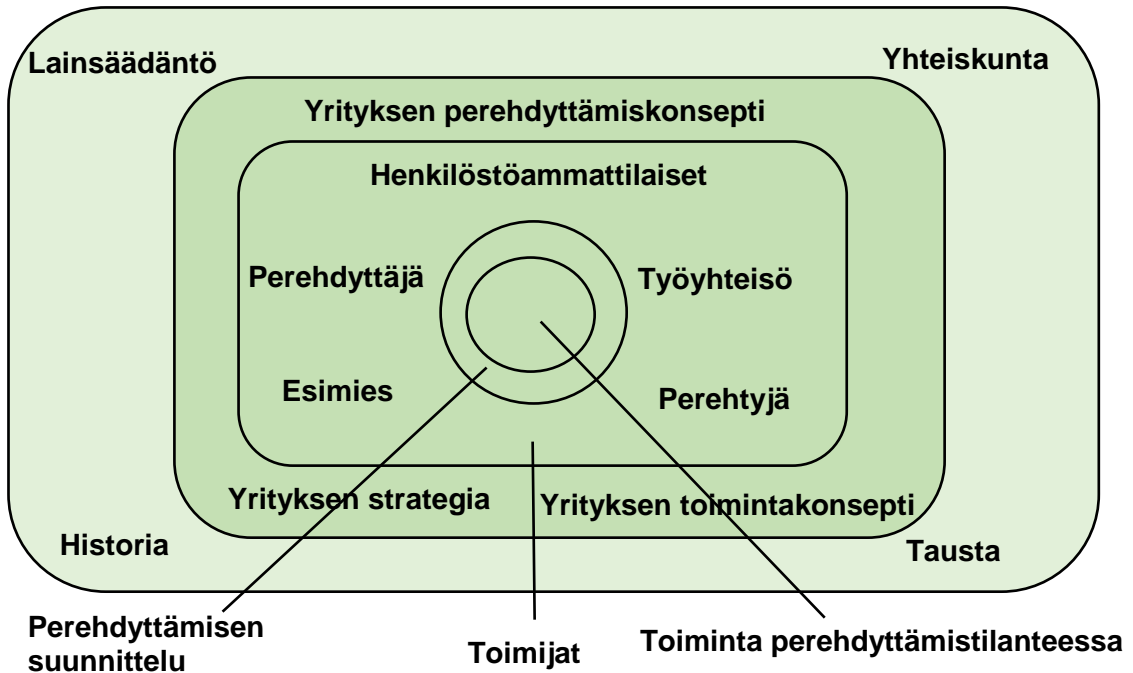 Lainsäädäntö
Yhteiskunta
Yrityksen perehdyttämiskonsepti
Henkilöstöammattilaiset
Perehdyttäjä
Työyhteisö
Esimies
Perehtyjä
Yrityksen strategia
Yrityksen toimintakonsepti
Historia
Tausta
Perehdyttämisen
suunnittelu
Toimijat
Toiminta perehdyttämistilanteessa